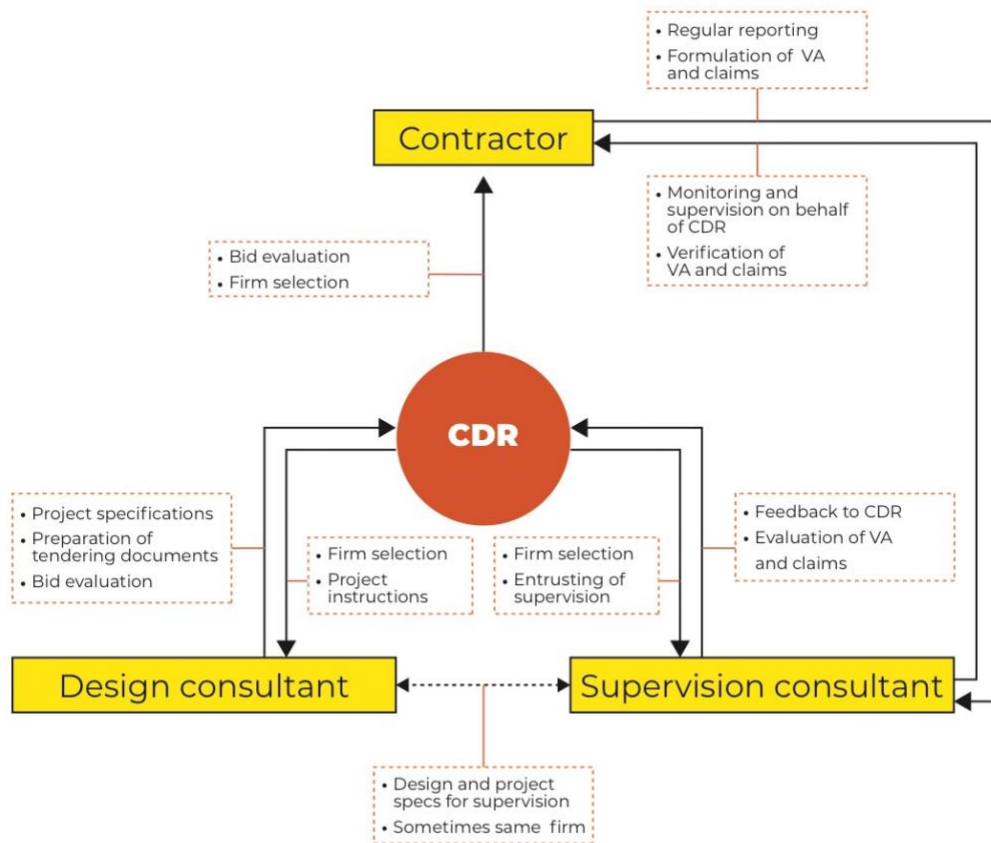 • Regular reporting
• Formulation of VA
and claims
Contractor
• Monitoring and
supervision on behalf
of CDR
• Verification of
VA and claims
• Bid evaluation
• Firm selection
CDR
• Project specifications
• Preparation of
tendering documents
• Bid evaluation
• Firm selection
• Project
instructions
• Firm selection
• Entrusting of
supervision
• Feedback to CDR
• Evaluation of VA
and claims
Design consultant
Supervision consultant
• Design and project
specs for supervision
• Sometimes same firm